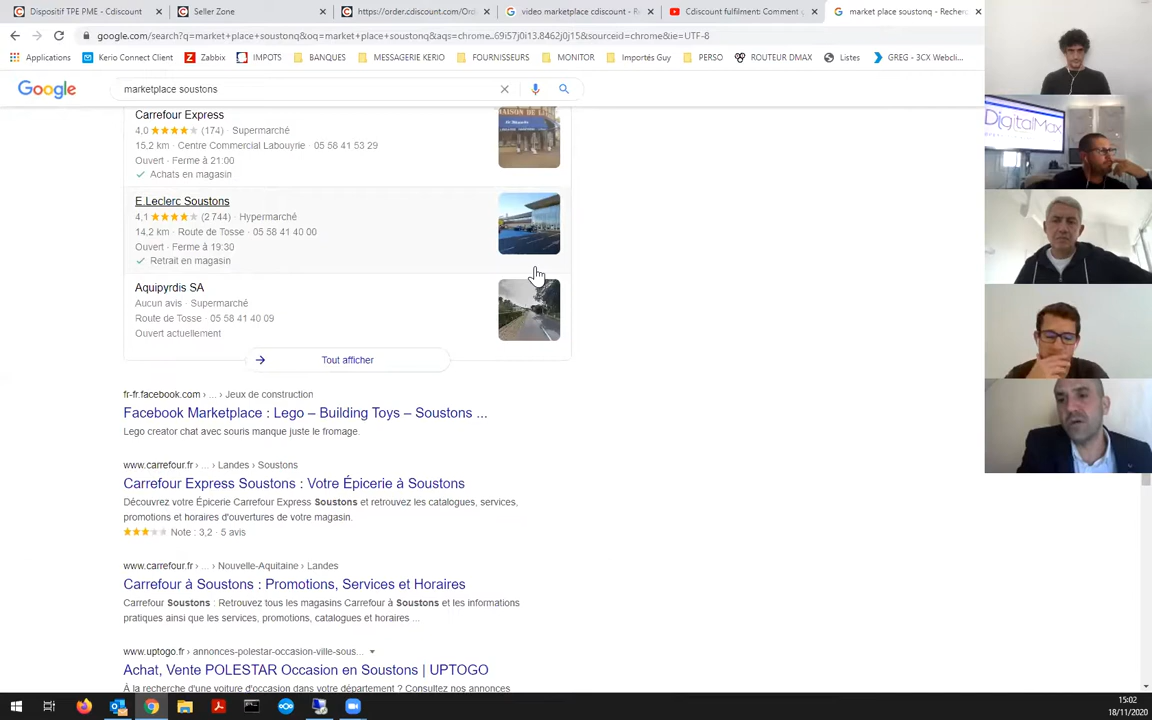 Dispositif TPE PME - Cdiscount
Seller Zone
https://order.cdiscount.com/Ord
video marketplace cdiscount - Re
Cdiscount fulfilment: Comment g
market place soustonq - Recherc
google.com/search?q=market+place+soustonq&oq=market+place+soustonq&aqs=chrome..69i57j0i13.8462j0j15&sourceid=chrome&ie=UTF-8
Applications
Kerio Connect Client
Zabbix
IMPOTS
BANQUES
MESSAGERIE KERIO
FOURNISSEURS
MONITOR
Importés Guy
PERSO
ROUTEUR DMAX
Listes
GREG - 3CX Webcli...
Google
marketplace soustons
Carrefour Express
4,0 (174) · Supermarché
15,2 km · Centre Commercial Labouyrie · 05 58 41 53 29
Ouvert · Ferme à 21:00
Achats en magasin
E.Leclerc Soustons
4,1 (2 744) · Hypermarché
14,2 km · Route de Tosse · 05 58 41 40 00
Ouvert · Ferme à 19:30
Retrait en magasin
Aquipyrdis SA
Aucun avis · Supermarché
Route de Tosse · 05 58 41 40 09
Ouvert actuellement
Tout afficher
fr-fr.facebook.com › ... › Jeux de construction
Facebook Marketplace : Lego – Building Toys – Soustons ...
Lego creator chat avec souris manque juste le fromage.
www.carrefour.fr › ... › Landes › Soustons
Carrefour Express Soustons : Votre Épicerie à Soustons
Découvrez votre Épicerie Carrefour Express Soustons et retrouvez les catalogues, services,
promotions et horaires d'ouvertures de votre magasin.
Note : 3,2 · 5 avis
www.carrefour.fr › ... › Nouvelle-Aquitaine › Landes
Carrefour à Soustons : Promotions, Services et Horaires
Carrefour Soustons : Retrouvez tous les magasins Carrefour à Soustons et les informations
pratiques ainsi que les services, promotions, catalogues et horaires ...
www.uptogo.fr › annonces-polestar-occasion-ville-sous...
Achat, Vente POLESTAR Occasion en Soustons | UPTOGO
À la recherche d'une voiture d'occasion dans votre département ? Consultez nos annonces
DigitalMax
15:02
18/11/2020